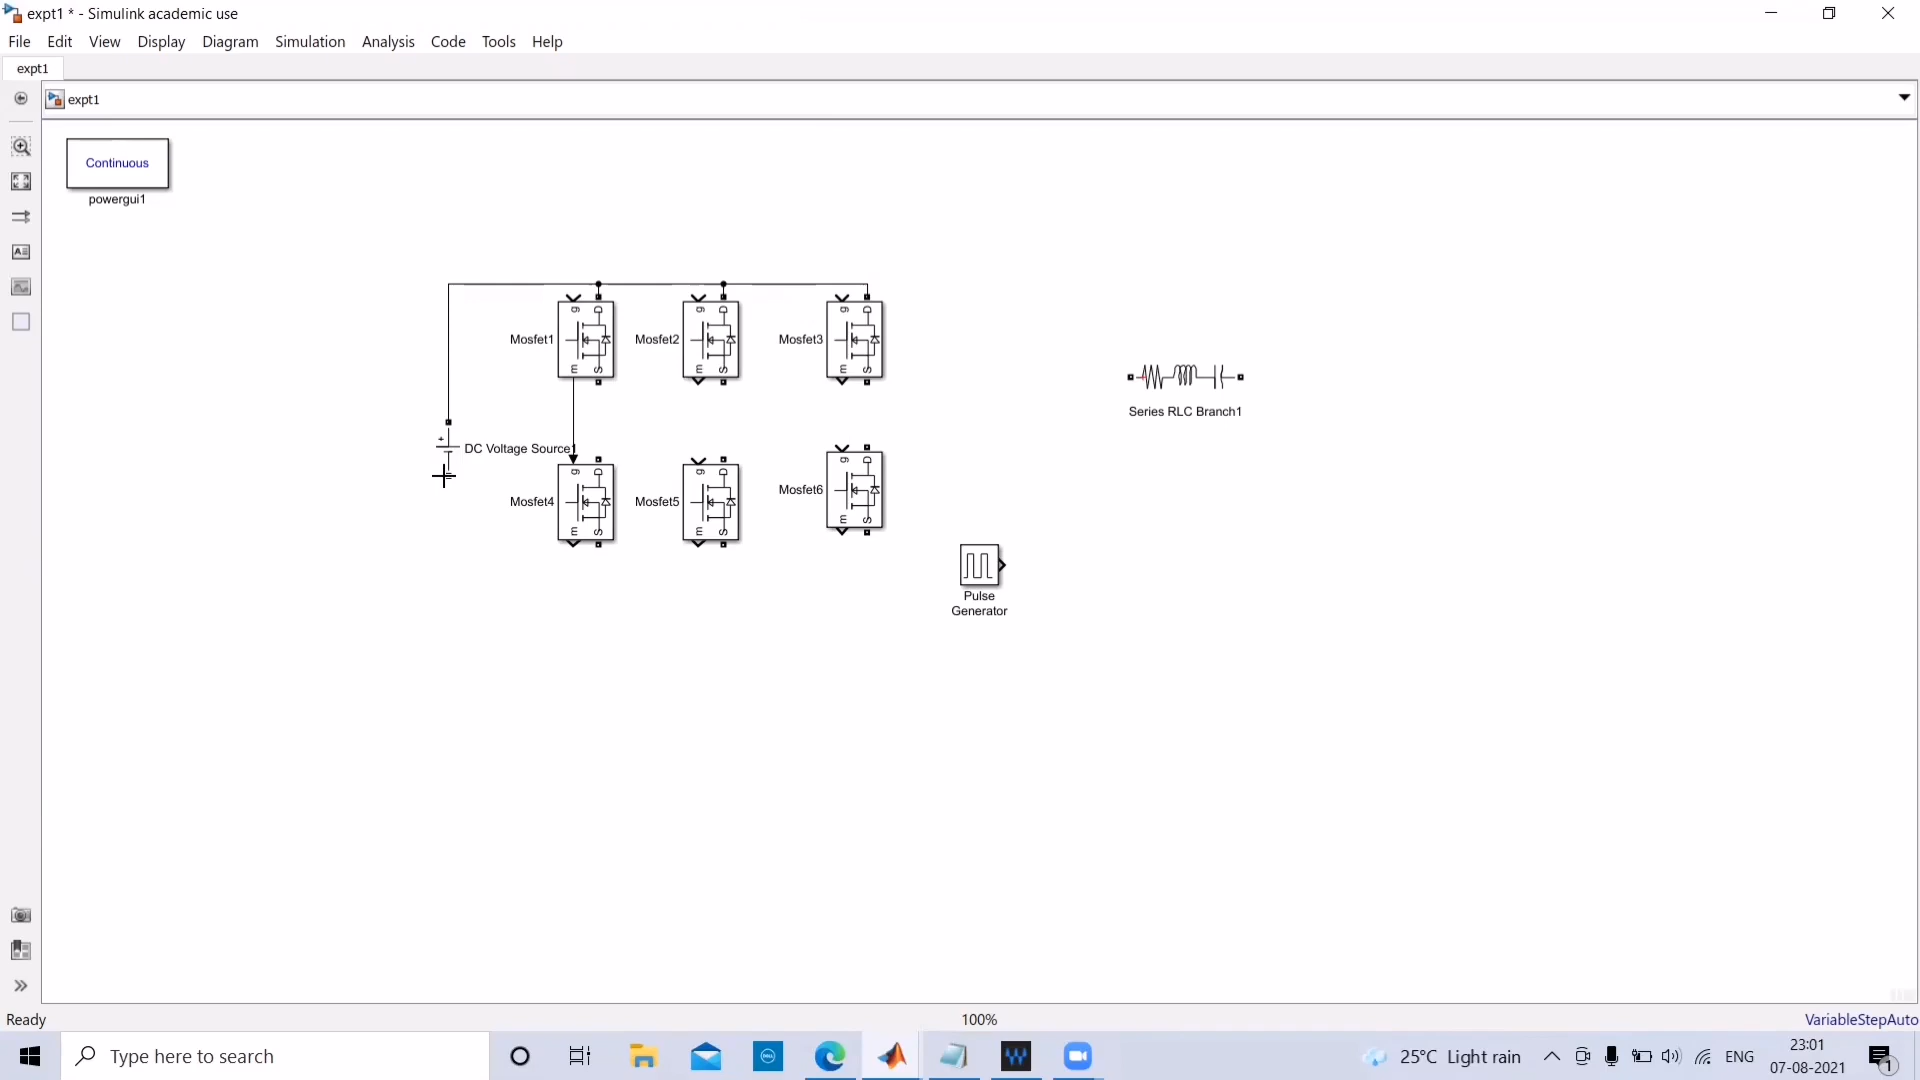 expt1 * - Simulink academic use
File Edit View Display Diagram Simulation Analysis Code Tools Help
expt1
expt1
Continuous
powergui1
g D
g D
g D
Mosfet1
Mosfet2
Mosfet3
m S
m S
m S
Series RLC Branch1
+
DC Voltage Source1
g D
g D
g D
Mosfet4
Mosfet5
Mosfet6
m S
m S
m S
Pulse
Generator
Ready
100%
VariableStepAuto
Type here to search
DELL
25°C Light rain
ENG
23:01
07-08-2021
1